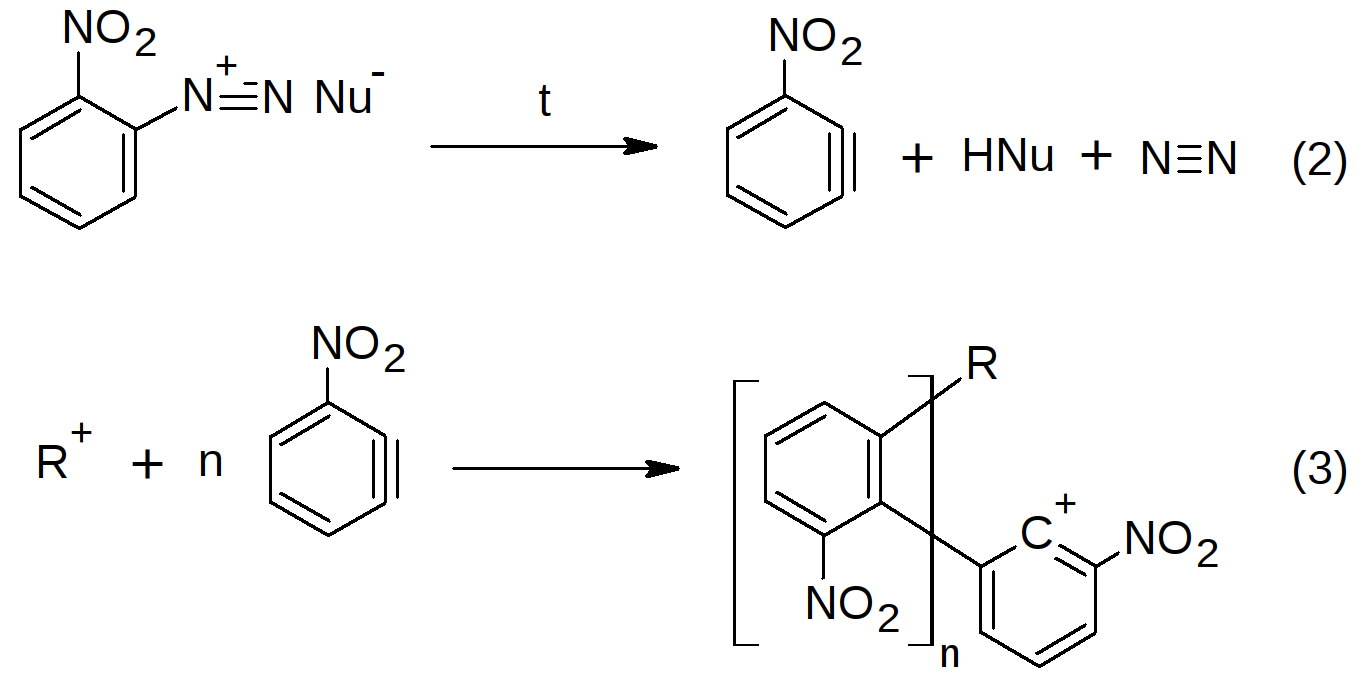 NO2
N+≡N Nu-
t
NO2
+ HNu + N≡N (2)
NO2
R+ + n
R
(3)
C+
NO2
NO2
n